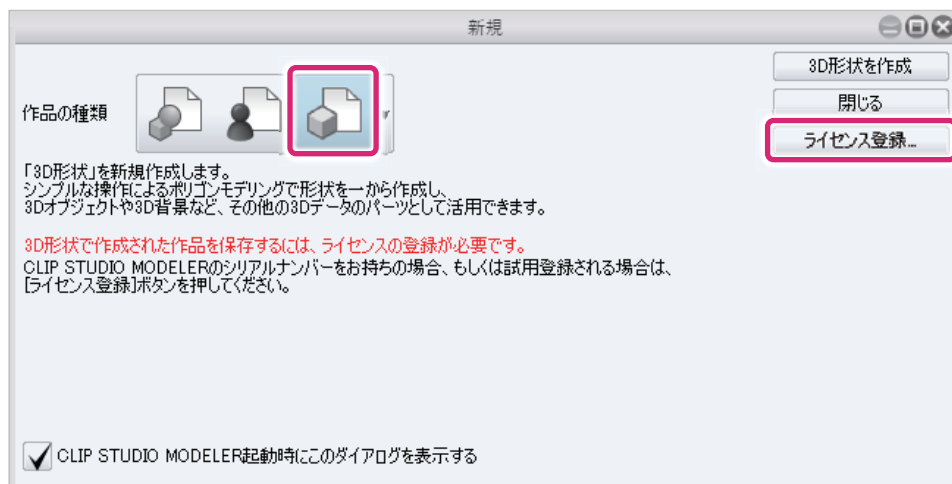 新規
3D形状を作成
作品の種類
閉じる
ライセンス登録...
「3D形状」を新規作成します。
シンプルな操作によるポリゴンモデリングで形状を一から作成し、
3Dオブジェクトや3D背景など、その他の3Dデータのパーツとして活用できます。
3D形状で作成された作品を保存するには、ライセンスの登録が必要です。
CLIP STUDIO MODELERのシリアルナンバーをお持ちの場合、もしくは試用登録される場合は、
[ライセンス登録]ボタンを押してください。
CLIP STUDIO MODELER起動時にこのダイアログを表示する